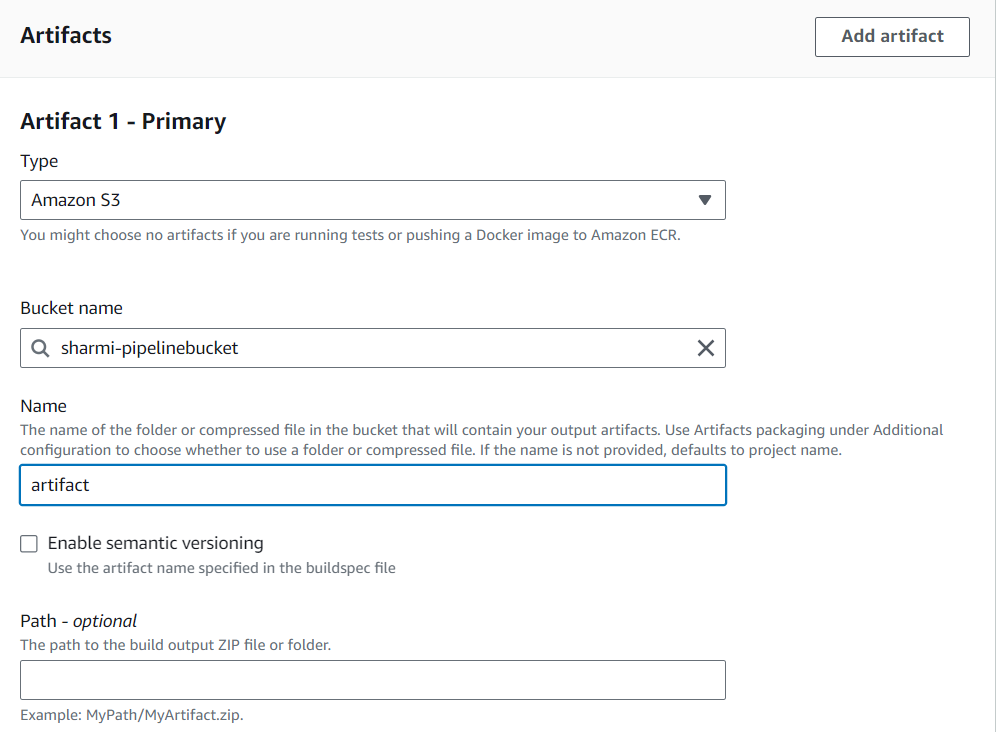 Artifacts
Add artifact
Artifact 1 - Primary
Type
Amazon S3
You might choose no artifacts if you are running tests or pushing a Docker image to Amazon ECR.
Bucket name
sharmi-pipelinebucket
Name
The name of the folder or compressed file in the bucket that will contain your output artifacts. Use Artifacts packaging under Additional
configuration to choose whether to use a folder or compressed file. If the name is not provided, defaults to project name.
artifact
Enable semantic versioning
Use the artifact name specified in the buildspec file
Path - optional
The path to the build output ZIP file or folder.
Example: MyPath/MyArtifact.zip.